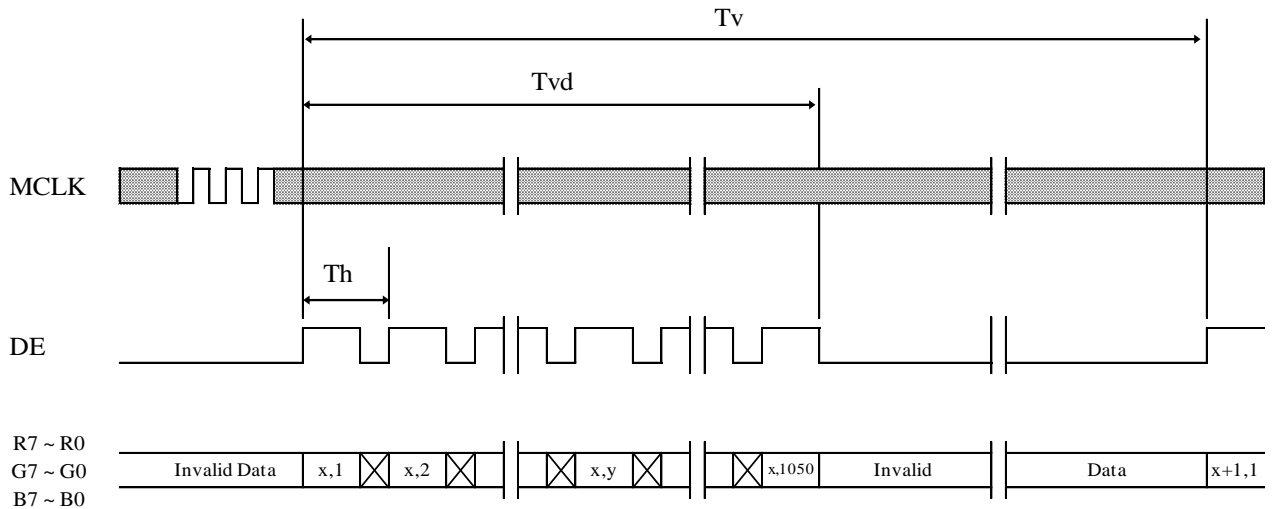 Tv
Tvd
MCLK
Th
DE
R7 ~ R0
G7 ~ G0
B7 ~ B0
Invalid Data x,1 x,2 x,y x,1050 Invalid Data x+1,1